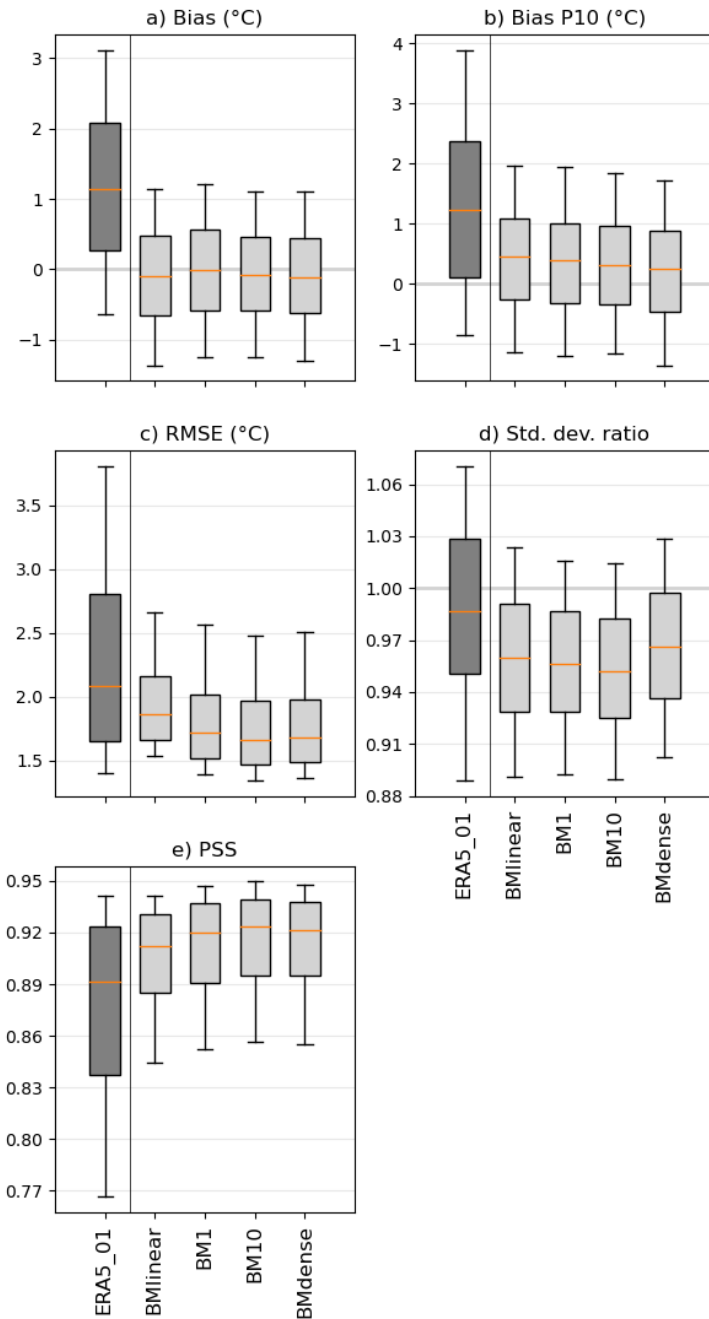 a) Bias (°C)
3
2
1
0
−1
b) Bias P10 (°C)
4
3
2
1
0
−1
c) RMSE (°C)
3.5
3.0
2.5
2.0
1.5
d) Std. dev. ratio
1.06
1.03
1.00
0.97
0.94
0.91
0.88
ERA5_01
BMlinear
BM1
BM10
BMdense
e) PSS
0.95
0.92
0.89
0.86
0.83
0.80
0.77
ERA5_01
BMlinear
BM1
BM10
BMdense